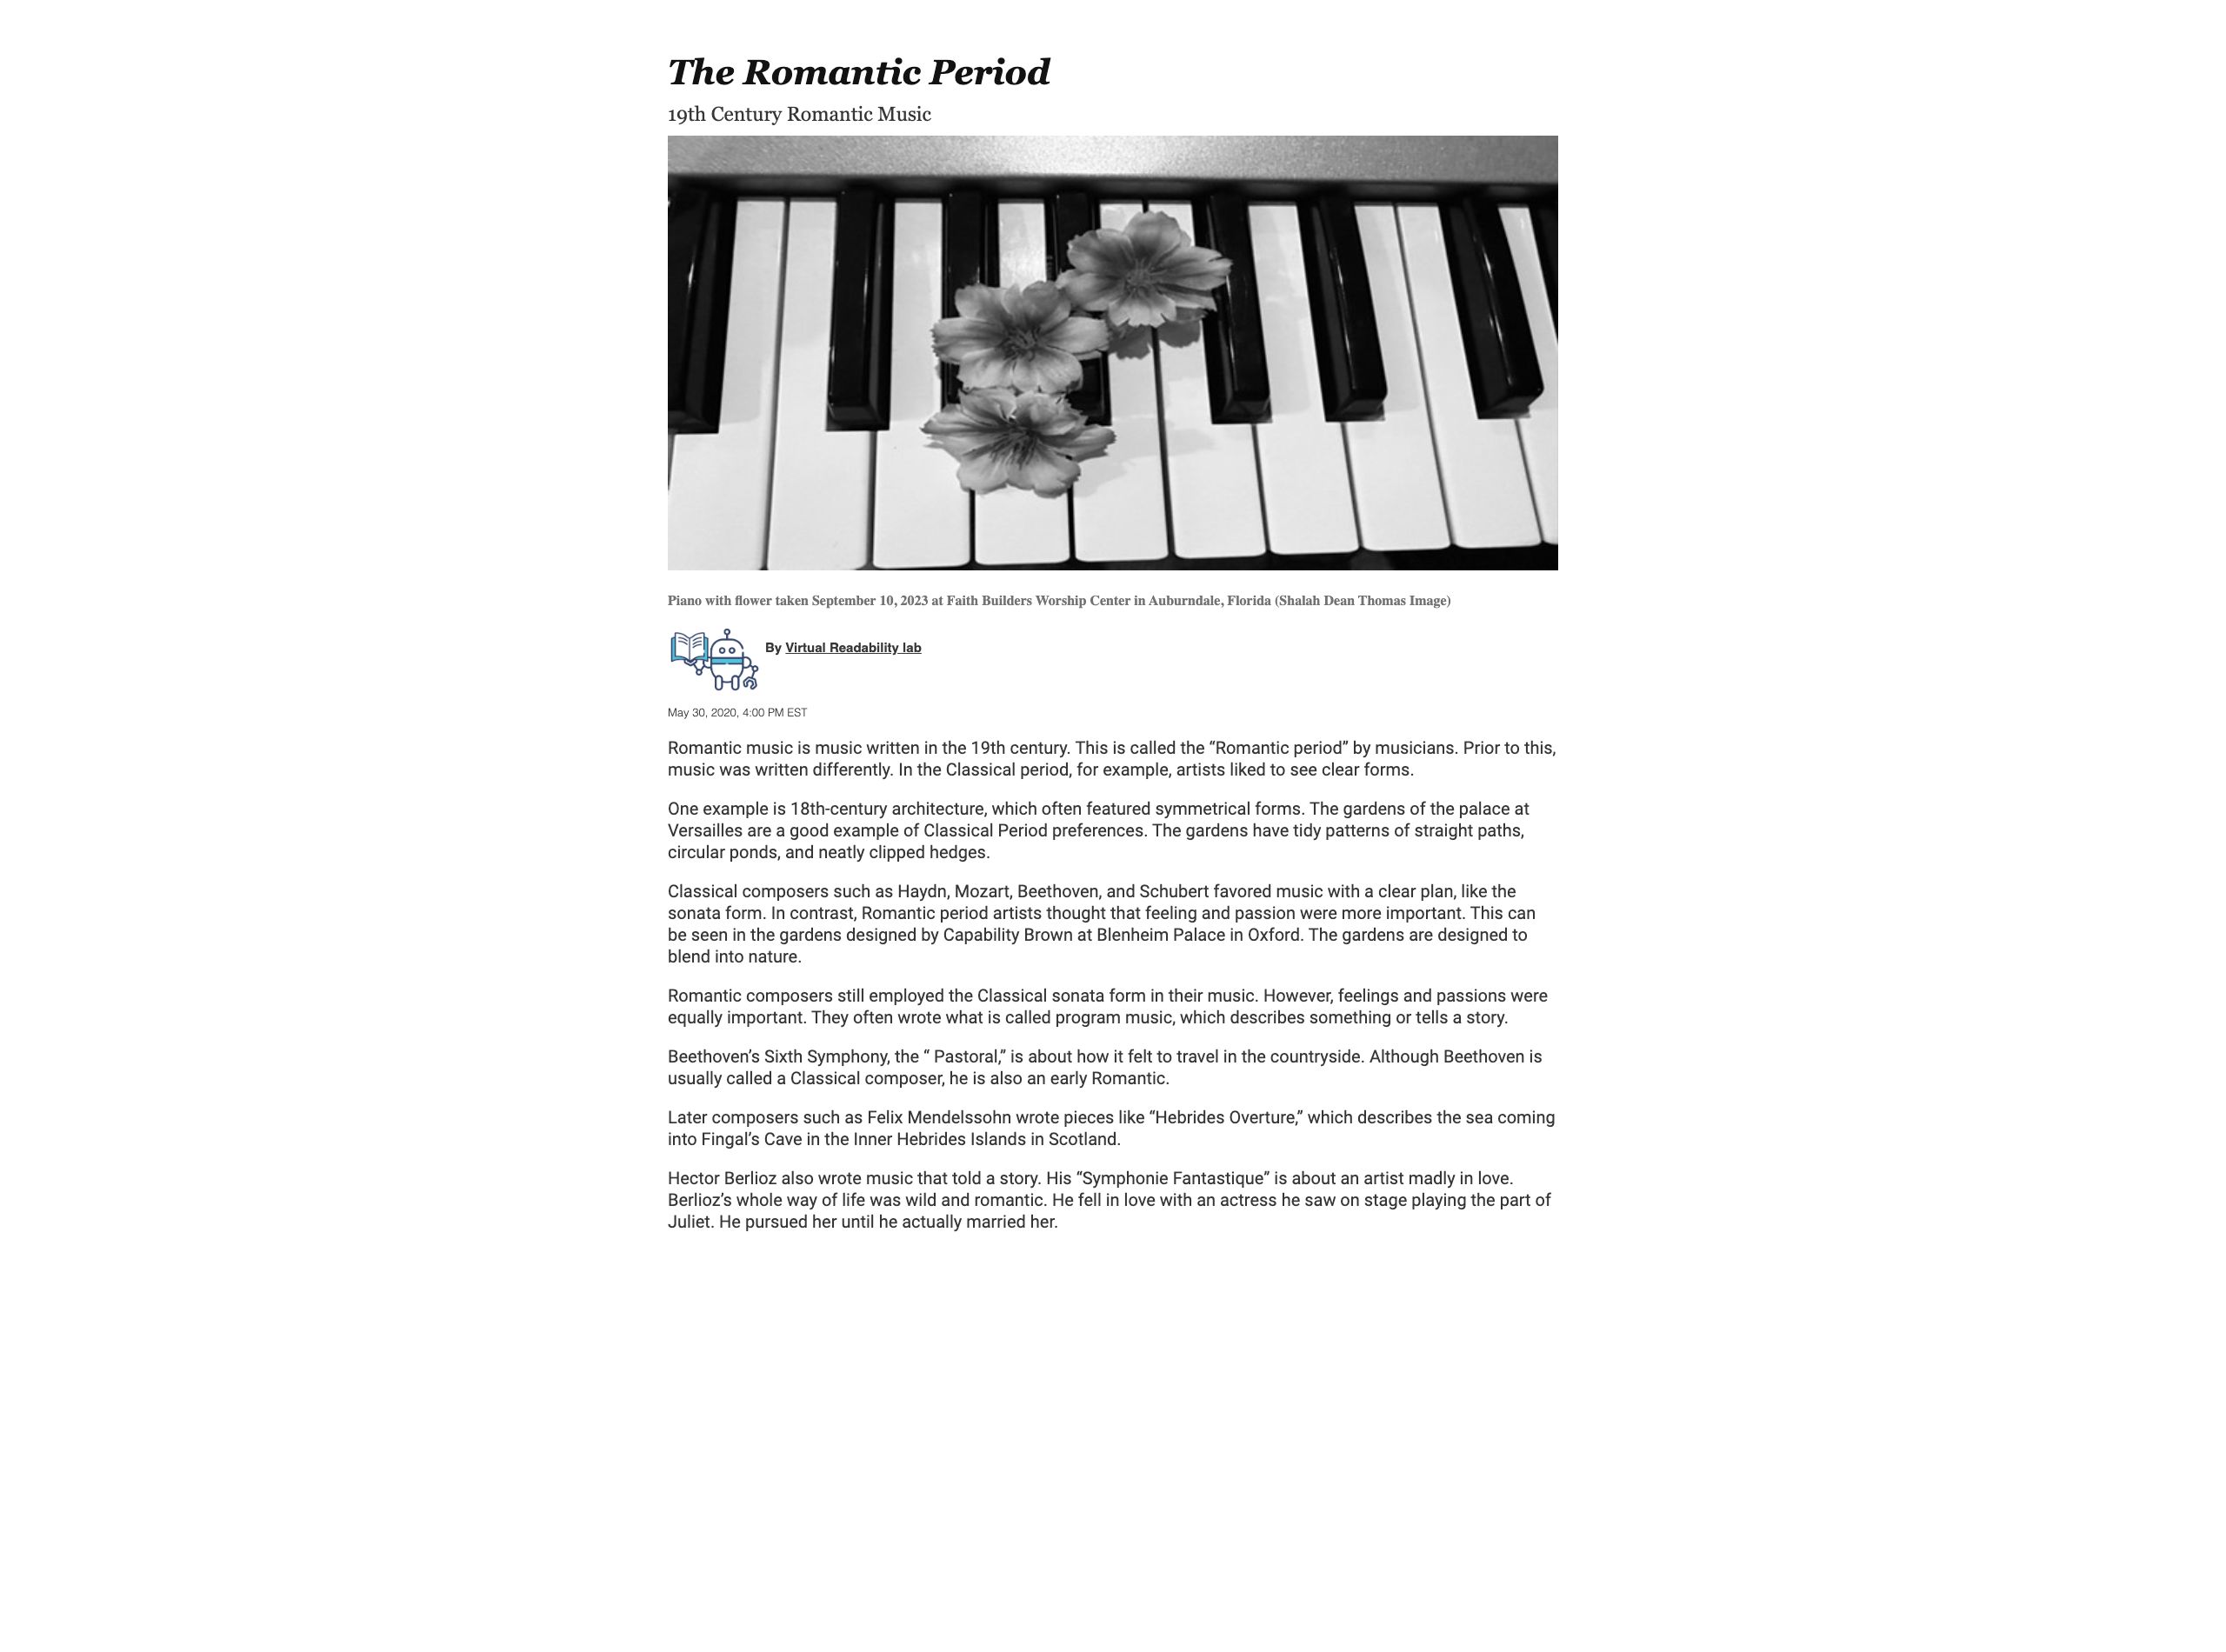 The Romantic Period
19th Century Romantic Music
Piano with flower taken September 10, 2023 at Faith Builders Worship Center in Auburndale, Florida (Shalah Dean Thomas Image)
By Virtual Readability lab
May 30, 2020, 4:00 PM EST
Romantic music is music written in the 19th century. This is called the “Romantic period” by musicians. Prior to this,
music was written differently. In the Classical period, for example, artists liked to see clear forms.
One example is 18th-century architecture, which often featured symmetrical forms. The gardens of the palace at
Versailles are a good example of Classical Period preferences. The gardens have tidy patterns of straight paths,
circular ponds, and neatly clipped hedges.
Classical composers such as Haydn, Mozart, Beethoven, and Schubert favored music with a clear plan, like the
sonata form. In contrast, Romantic period artists thought that feeling and passion were more important. This can
be seen in the gardens designed by Capability Brown at Blenheim Palace in Oxford. The gardens are designed to
blend into nature.
Romantic composers still employed the Classical sonata form in their music. However, feelings and passions were
equally important. They often wrote what is called program music, which describes something or tells a story.
Beethoven’s Sixth Symphony, the “ Pastoral,” is about how it felt to travel in the countryside. Although Beethoven is
usually called a Classical composer, he is also an early Romantic.
Later composers such as Felix Mendelssohn wrote pieces like “Hebrides Overture,” which describes the sea coming
into Fingal’s Cave in the Inner Hebrides Islands in Scotland.
Hector Berlioz also wrote music that told a story. His “Symphonie Fantastique” is about an artist madly in love.
Berlioz’s whole way of life was wild and romantic. He fell in love with an actress he saw on stage playing the part of
Juliet. He pursued her until he actually married her.